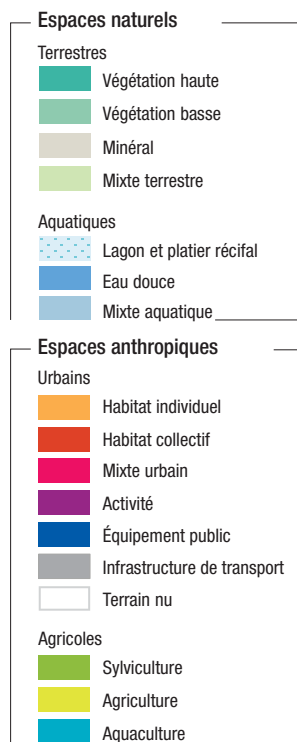 Espaces naturels
Terrestres
Végétation haute
Végétation basse
Minéral
Mixte terrestre
Aquatiques
Lagon et platier récifal
Eau douce
Mixte aquatique
Espaces anthropiques
Urbains
Habitat individuel
Habitat collectif
Mixte urbain
Activité
Équipement public
Infrastructure de transport
Terrain nu
Agricoles
Sylviculture
Agriculture
Aquaculture